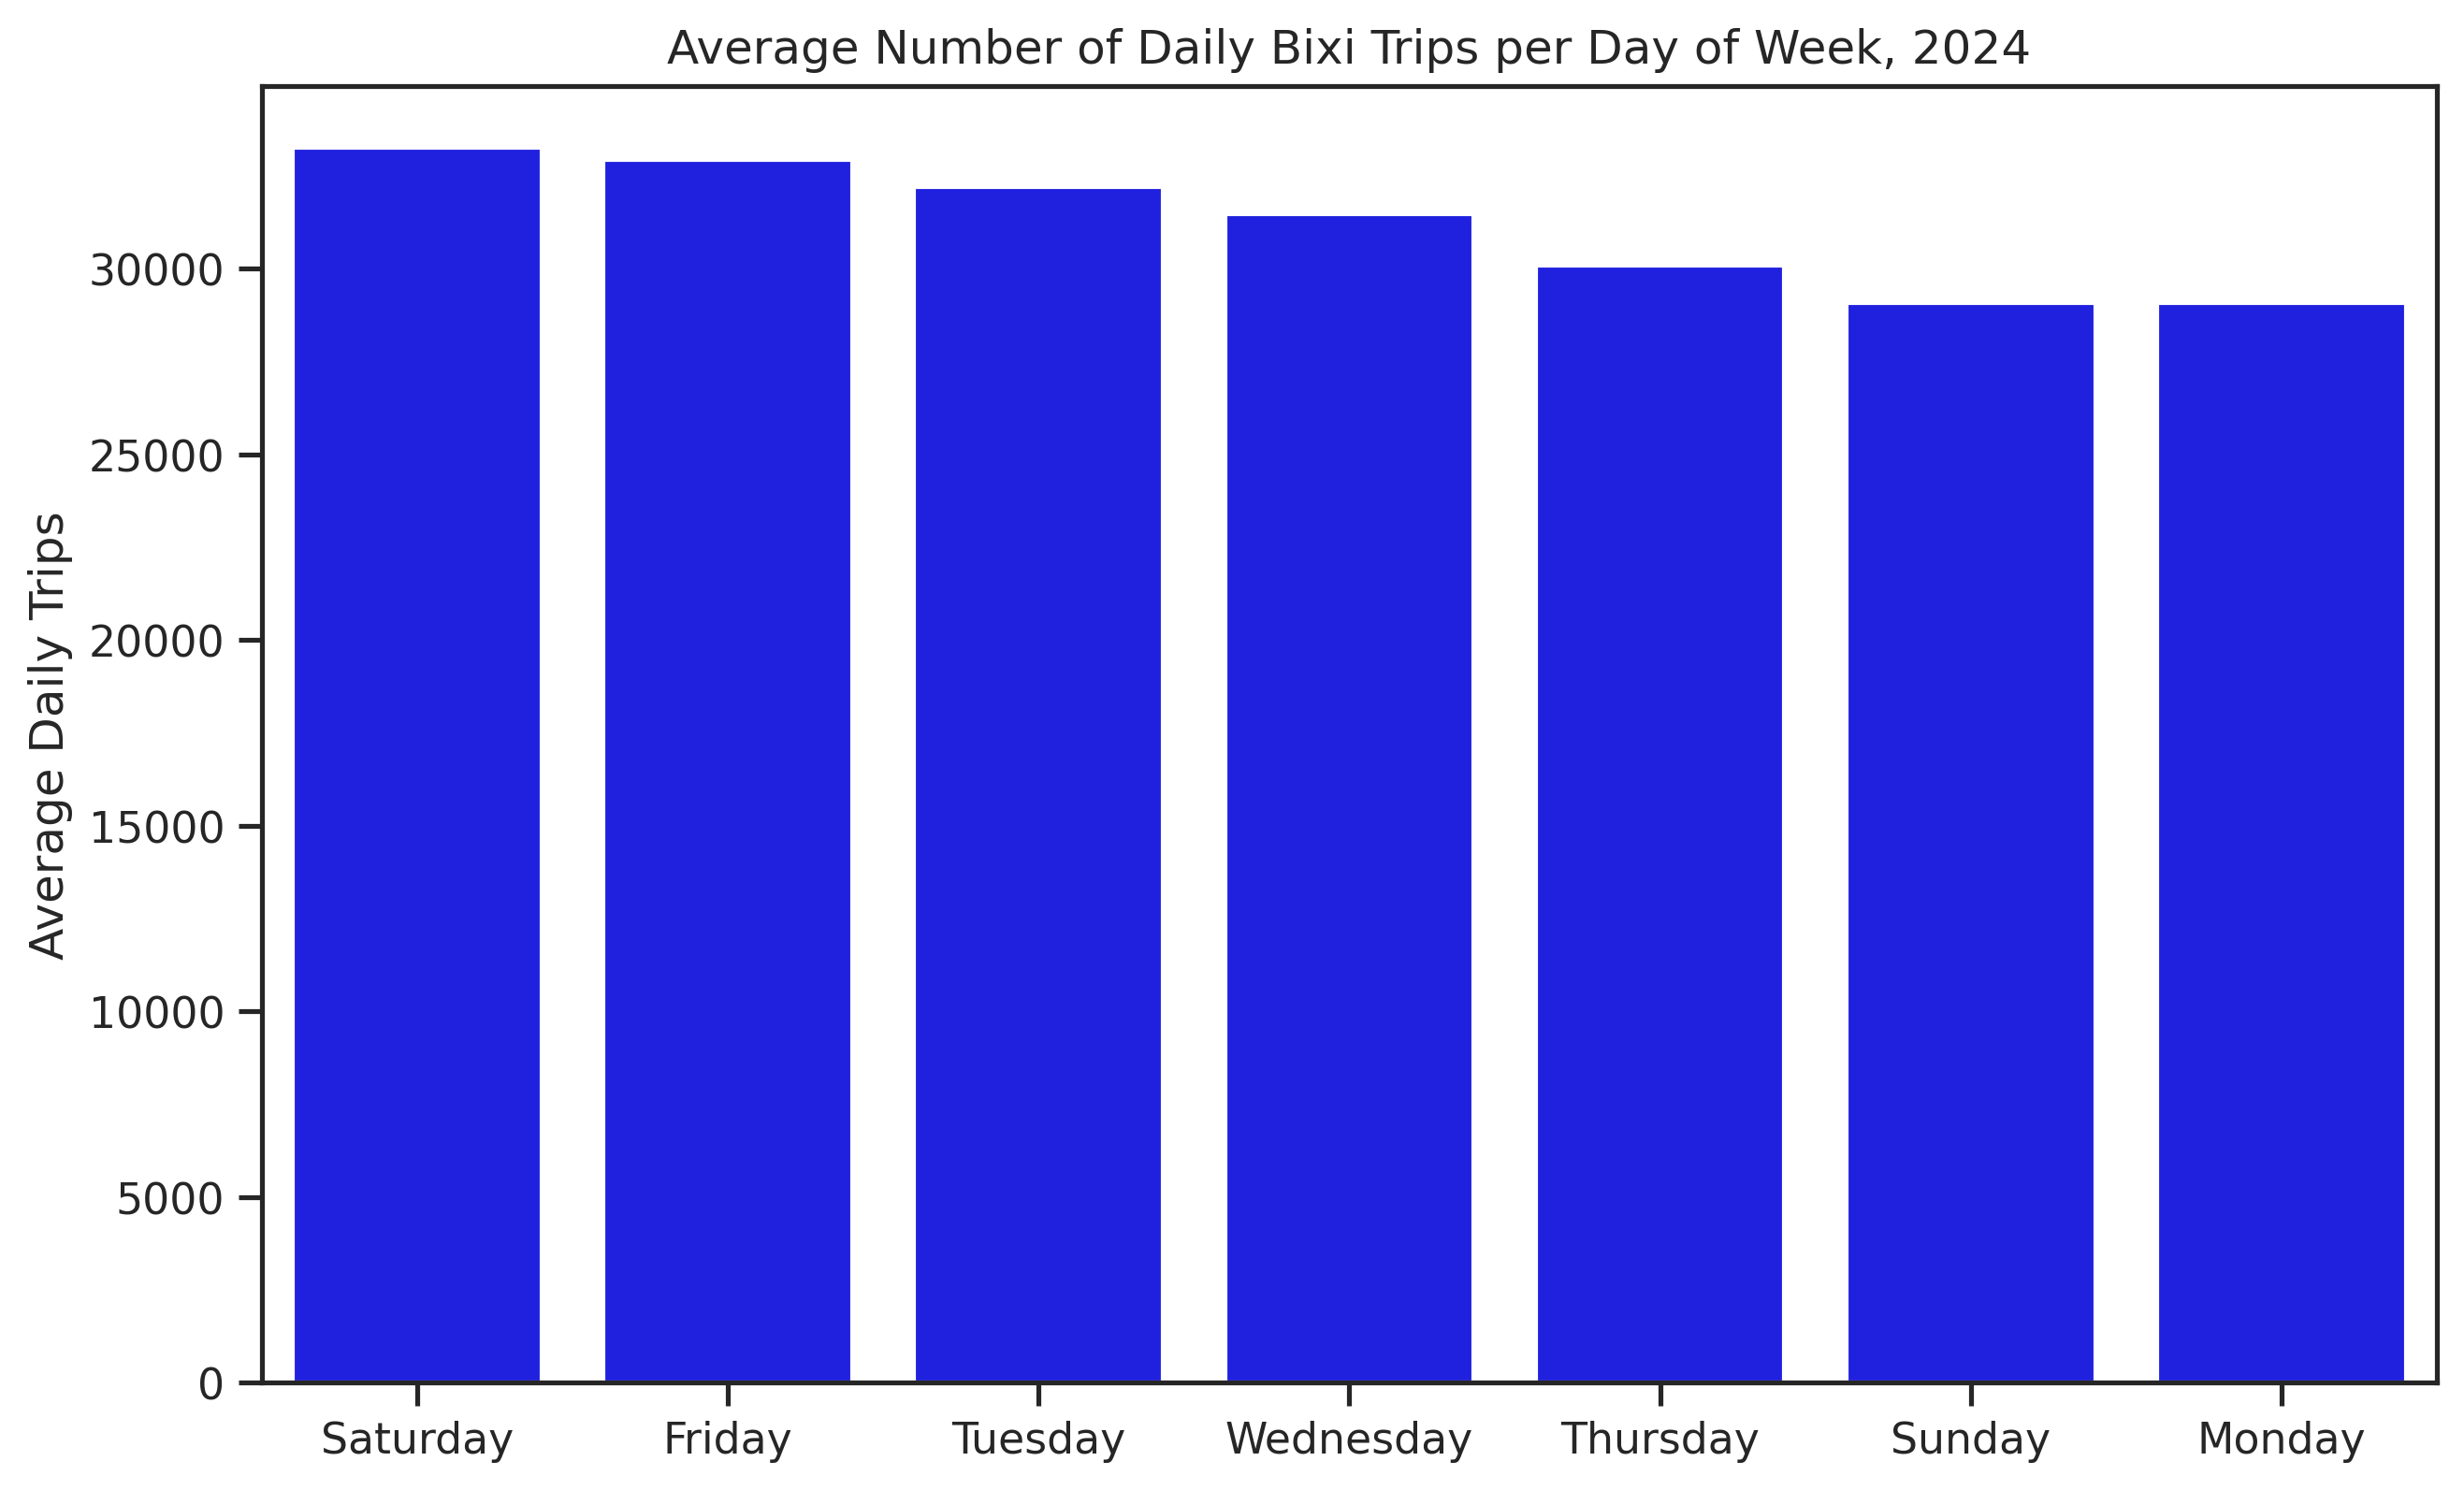 Average Number of Daily Bixi Trips per Day of Week, 2024
Average Daily Trips
30000
25000
20000
15000
10000
5000
0
Saturday Friday Tuesday Wednesday Thursday Sunday Monday